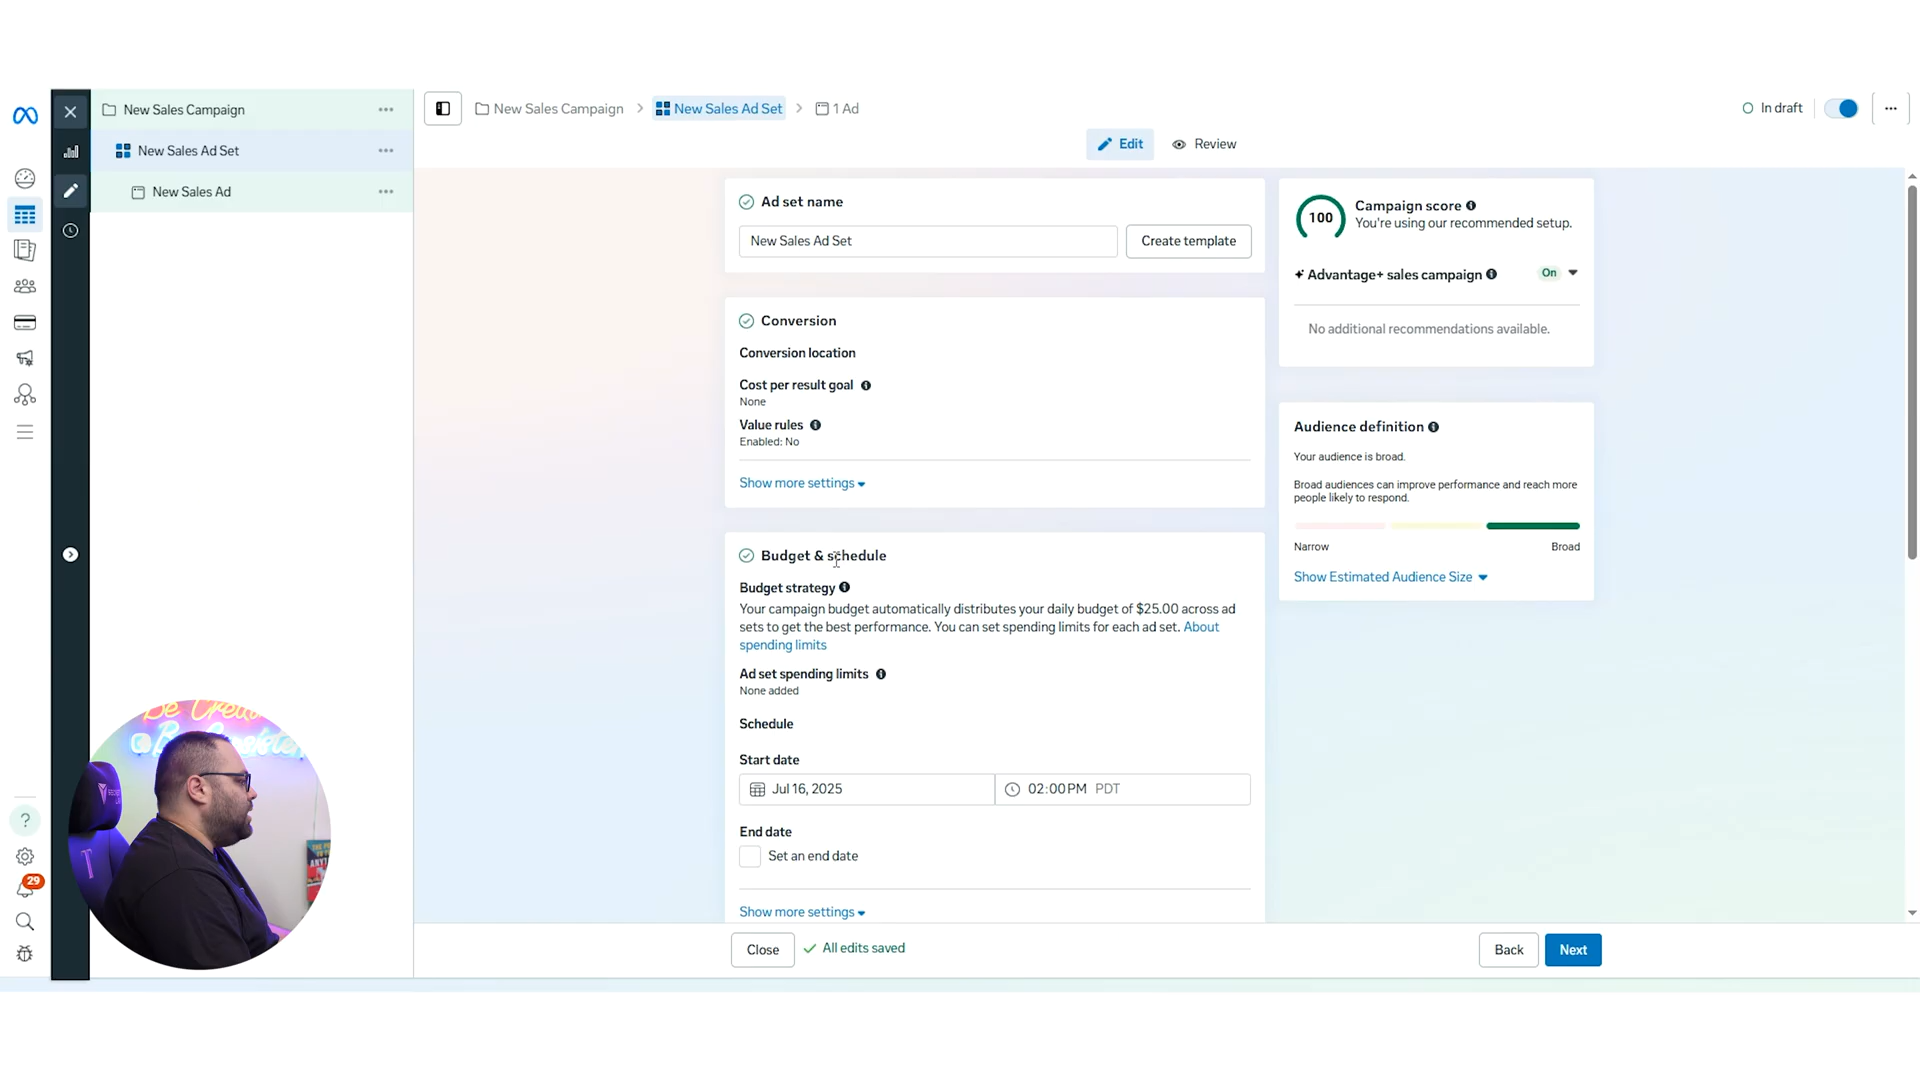 New Sales Campaign
New Sales Ad Set
New Sales Ad
New Sales Campaign
New Sales Ad Set
1 Ad
In draft
Edit
Review
Ad set name
New Sales Ad Set
Create template
Conversion
Conversion location
Cost per result goal
None
Value rules
Enabled: No
Show more settings
Budget & schedule
Budget strategy
Your campaign budget automatically distributes your daily budget of $25.00 across ad
sets to get the best performance. You can set spending limits for each ad set. About
spending limits
Ad set spending limits
None added
Schedule
Start date
Jul 16, 2025
02:00 PM PDT
End date
Set an end date
Show more settings
Close
All edits saved
Back
Next
100
Campaign score
You're using our recommended setup.
Advantage+ sales campaign
On
No additional recommendations available.
Audience definition
Your audience is broad.
Broad audiences can improve performance and reach more
people likely to respond.
Narrow
Broad
Show Estimated Audience Size
29
Be
Be